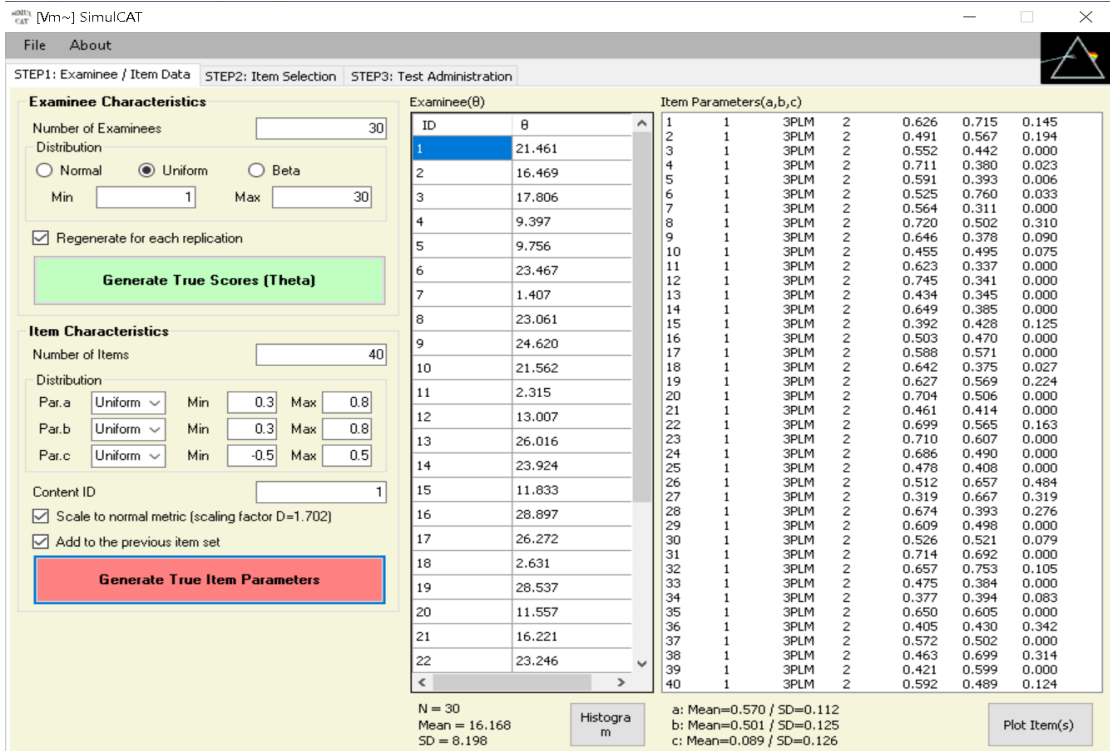 [Vm~] SimulCAT
File About
STEP1: Examinee / Item Data STEP2: Item Selection STEP3: Test Administration
Examinee Characteristics
Number of Examinees 30
Distribution
Normal Uniform Beta
Min 1 Max 30
Regenerate for each replication
Generate True Scores (Theta)
Item Characteristics
Number of Items 40
Distribution
Par.a Uniform Min 0.3 Max 0.8
Par.b Uniform Min 0.3 Max 0.8
Par.c Uniform Min -0.5 Max 0.5
Content ID 1
Scale to normal metric (scaling factor D=1.702)
Add to the previous item set
Generate True Item Parameters
Examinee(θ)
ID θ
1 21.461
2 16.469
3 17.806
4 9.397
5 9.756
6 23.467
7 1.407
8 23.061
9 24.620
10 21.562
11 2.315
12 13.007
13 26.016
14 23.924
15 11.833
16 28.897
17 26.272
18 2.631
19 28.537
20 11.557
21 16.221
22 23.246
N = 30
Mean = 16.168
SD = 8.198
Histogra
m
Item Parameters(a,b,c)
1 1 3PLM 2 0.626 0.715 0.145
2 1 3PLM 2 0.491 0.567 0.194
3 1 3PLM 2 0.552 0.442 0.000
4 1 3PLM 2 0.711 0.380 0.023
5 1 3PLM 2 0.591 0.393 0.006
6 1 3PLM 2 0.525 0.760 0.033
7 1 3PLM 2 0.564 0.311 0.000
8 1 3PLM 2 0.720 0.502 0.310
9 1 3PLM 2 0.646 0.378 0.090
10 1 3PLM 2 0.455 0.495 0.075
11 1 3PLM 2 0.623 0.337 0.000
12 1 3PLM 2 0.745 0.341 0.000
13 1 3PLM 2 0.434 0.345 0.000
14 1 3PLM 2 0.649 0.385 0.000
15 1 3PLM 2 0.392 0.428 0.125
16 1 3PLM 2 0.503 0.470 0.000
17 1 3PLM 2 0.588 0.571 0.000
18 1 3PLM 2 0.642 0.375 0.027
19 1 3PLM 2 0.627 0.569 0.224
20 1 3PLM 2 0.704 0.506 0.000
21 1 3PLM 2 0.461 0.414 0.000
22 1 3PLM 2 0.699 0.565 0.163
23 1 3PLM 2 0.710 0.607 0.000
24 1 3PLM 2 0.686 0.490 0.000
25 1 3PLM 2 0.478 0.408 0.000
26 1 3PLM 2 0.512 0.657 0.484
27 1 3PLM 2 0.319 0.667 0.319
28 1 3PLM 2 0.674 0.393 0.276
29 1 3PLM 2 0.609 0.498 0.000
30 1 3PLM 2 0.526 0.521 0.079
31 1 3PLM 2 0.714 0.692 0.000
32 1 3PLM 2 0.657 0.753 0.105
33 1 3PLM 2 0.475 0.384 0.000
34 1 3PLM 2 0.377 0.394 0.083
35 1 3PLM 2 0.650 0.605 0.000
36 1 3PLM 2 0.405 0.430 0.342
37 1 3PLM 2 0.572 0.502 0.000
38 1 3PLM 2 0.463 0.699 0.314
39 1 3PLM 2 0.421 0.599 0.000
40 1 3PLM 2 0.592 0.489 0.124
a: Mean=0.570 / SD=0.112
b: Mean=0.501 / SD=0.125
c: Mean=0.089 / SD=0.126
Plot Item(s)